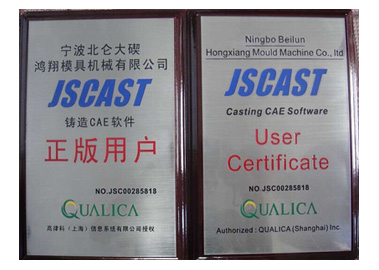 宁波北仑大碶
鸿翔模具机械有限公司
JSCAST
铸造CAE软件
正版用户
NO.JSC00285818
QUALICA
高律科（上海）信息系统有限公司授权
Ningbo Beilun
Hongxiang Mould Machine Co., ltd
JSCAST
Casting CAE Software
User
Certificate
NO.JSC00285818
QUALICA
Authorized : QUALICA (Shanghai) Inc